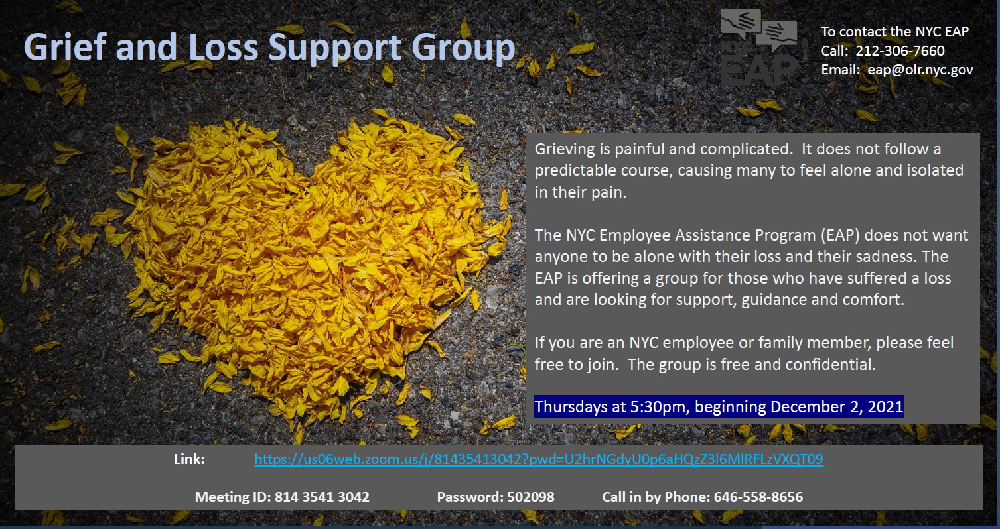 Grief and Loss Support Group
NYC
EAP
To contact the NYC EAP
Call:  212-306-7660
Email:  eap@olr.nyc.gov
Grieving is painful and complicated.  It does not follow a
predictable course, causing many to feel alone and isolated
in their pain.
The NYC Employee Assistance Program (EAP) does not want
anyone to be alone with their loss and their sadness. The
EAP is offering a group for those who have suffered a loss
and are looking for support, guidance and comfort.
If you are an NYC employee or family member, please feel
free to join.  The group is free and confidential.
Thursdays at 5:30pm, beginning December 2, 2021
Link: https://us06web.zoom.us/j/81435413042?pwd=U2hrNGdyU0p6aHQzZ3l6MlRFLzVXQT09
Meeting ID: 814 3541 3042 Password: 502098 Call in by Phone: 646-558-8656